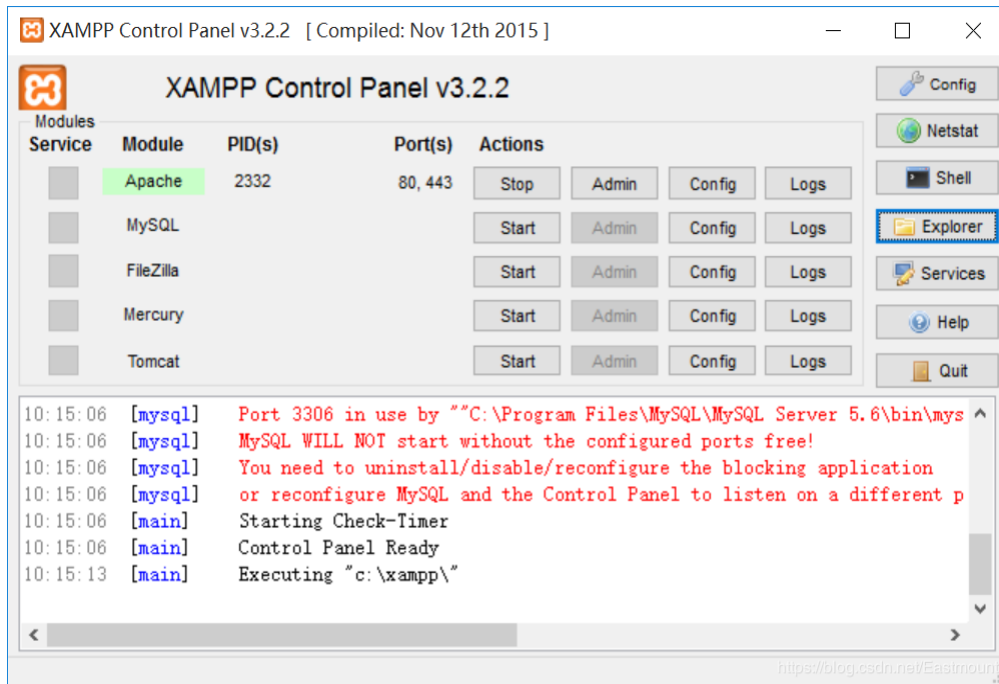 XAMPP Control Panel v3.2.2 [ Compiled: Nov 12th 2015 ]
XAMPP Control Panel v3.2.2
Config
Modules
Service Module PID(s) Port(s) Actions
Netstat
Apache 2332 80, 443 Stop Admin Config Logs
Shell
MySQL Start Admin Config Logs
Explorer
FileZilla Start Admin Config Logs
Services
Mercury Start Admin Config Logs
Help
Tomcat Start Admin Config Logs
Quit
10:15:06 [mysql] Port 3306 in use by ""C:\Program Files\MySQL\MySQL Server 5.6\bin\mys
10:15:06 [mysql] MySQL WILL NOT start without the configured ports free!
10:15:06 [mysql] You need to uninstall/disable/reconfigure the blocking application
10:15:06 [mysql] or reconfigure MySQL and the Control Panel to listen on a different p
10:15:06 [main] Starting Check-Timer
10:15:06 [main] Control Panel Ready
10:15:13 [main] Executing "c:\xampp\"
https://blog.csdn.net/Eastmount